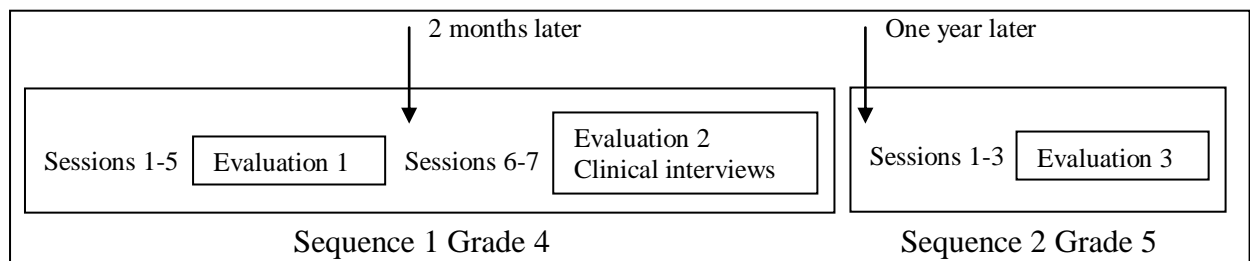 2 months later
One year later
Sessions 1-5
Evaluation 1
Sessions 6-7
Evaluation 2
Clinical interviews
Sessions 1-3
Evaluation 3
Sequence 1 Grade 4
Sequence 2 Grade 5